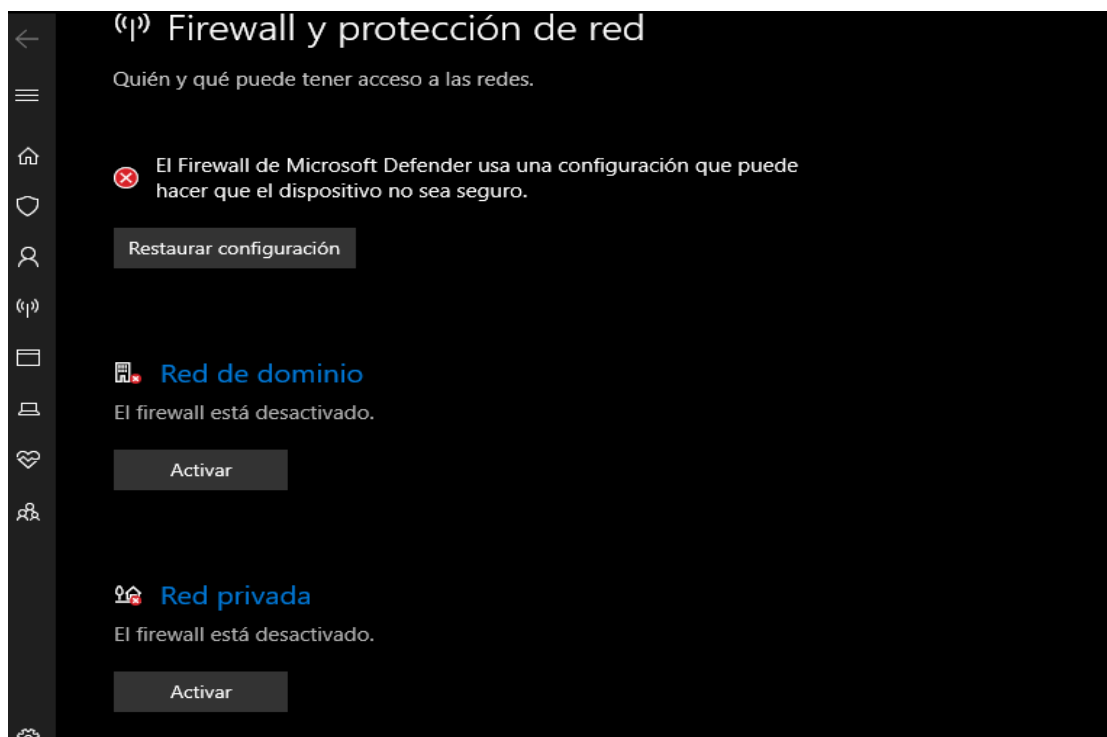 Firewall y protección de red
Quién y qué puede tener acceso a las redes.
El Firewall de Microsoft Defender usa una configuración que puede
hacer que el dispositivo no sea seguro.
Restaurar configuración
Red de dominio
El firewall está desactivado.
Activar
Red privada
El firewall está desactivado.
Activar